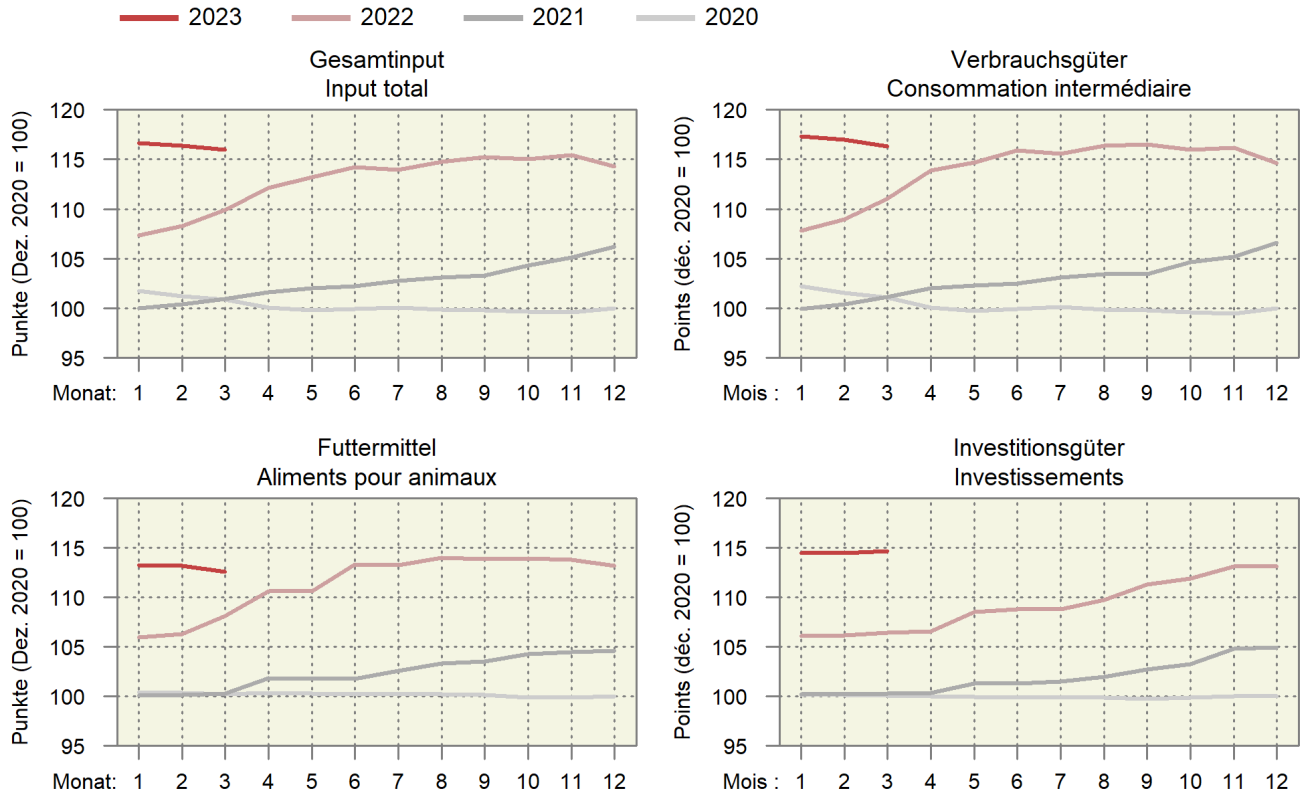 2023 2022 2021 2020
Gesamtinput
Input total
Punkte (Dez. 2020 = 100)
120
115
110
105
100
95
Monat: 1 2 3 4 5 6 7 8 9 10 11 12
Verbrauchsgüter
Consommation intermédiaire
Points (déc. 2020 = 100)
120
115
110
105
100
95
Mois : 1 2 3 4 5 6 7 8 9 10 11 12
Futtermittel
Aliments pour animaux
Punkte (Dez. 2020 = 100)
120
115
110
105
100
95
Monat: 1 2 3 4 5 6 7 8 9 10 11 12
Investitionsgüter
Investissements
Points (déc. 2020 = 100)
120
115
110
105
100
95
Mois : 1 2 3 4 5 6 7 8 9 10 11 12